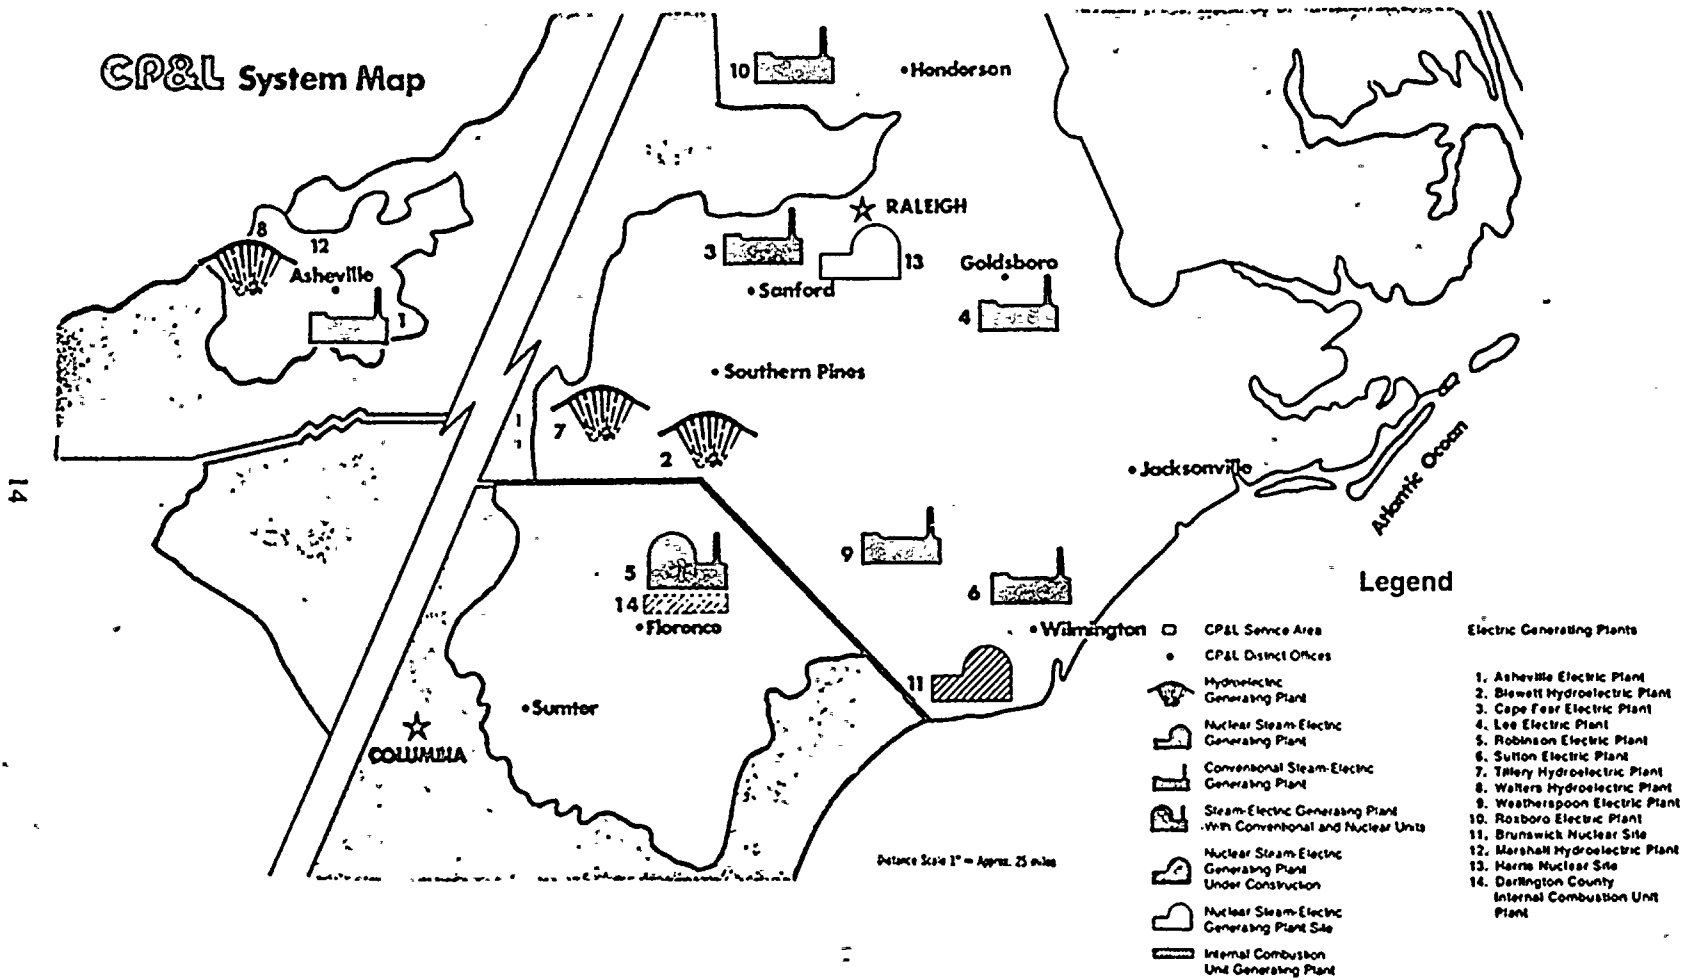 CP&L System Map
10
Hondorson
RALEIGH
8
12
Asheville
1
3
13
Sanford
Goldsboro
4
Southern Pines
7
2
Jacksonville
Atlantic Ocean
14
9
5
14
Florence
6
Wilmington
11
Sumter
COLUMBIA
Distance Scale 1" = Approx. 25 miles
Legend
CP&L Service Area
CP&L District Offices
Hydroelectric
Generating Plant
Nuclear Steam-Electric
Generating Plant
Conventional Steam-Electric
Generating Plant
Steam-Electric Generating Plant
With Conventional and Nuclear Units
Nuclear Steam-Electric
Generating Plant
Under Construction
Nuclear Steam-Electric
Generating Plant Site
Internal Combustion
Unit Generating Plant
Electric Generating Plants
1. Asheville Electric Plant
2. Blewett Hydroelectric Plant
3. Cape Fear Electric Plant
4. Lee Electric Plant
5. Robinson Electric Plant
6. Sutton Electric Plant
7. Tillery Hydroelectric Plant
8. Walters Hydroelectric Plant
9. Weatherspoon Electric Plant
10. Roxboro Electric Plant
11. Brunswick Nuclear Site
12. Marshall Hydroelectric Plant
13. Harris Nuclear Site
14. Darlington County
Internal Combustion Unit
Plant